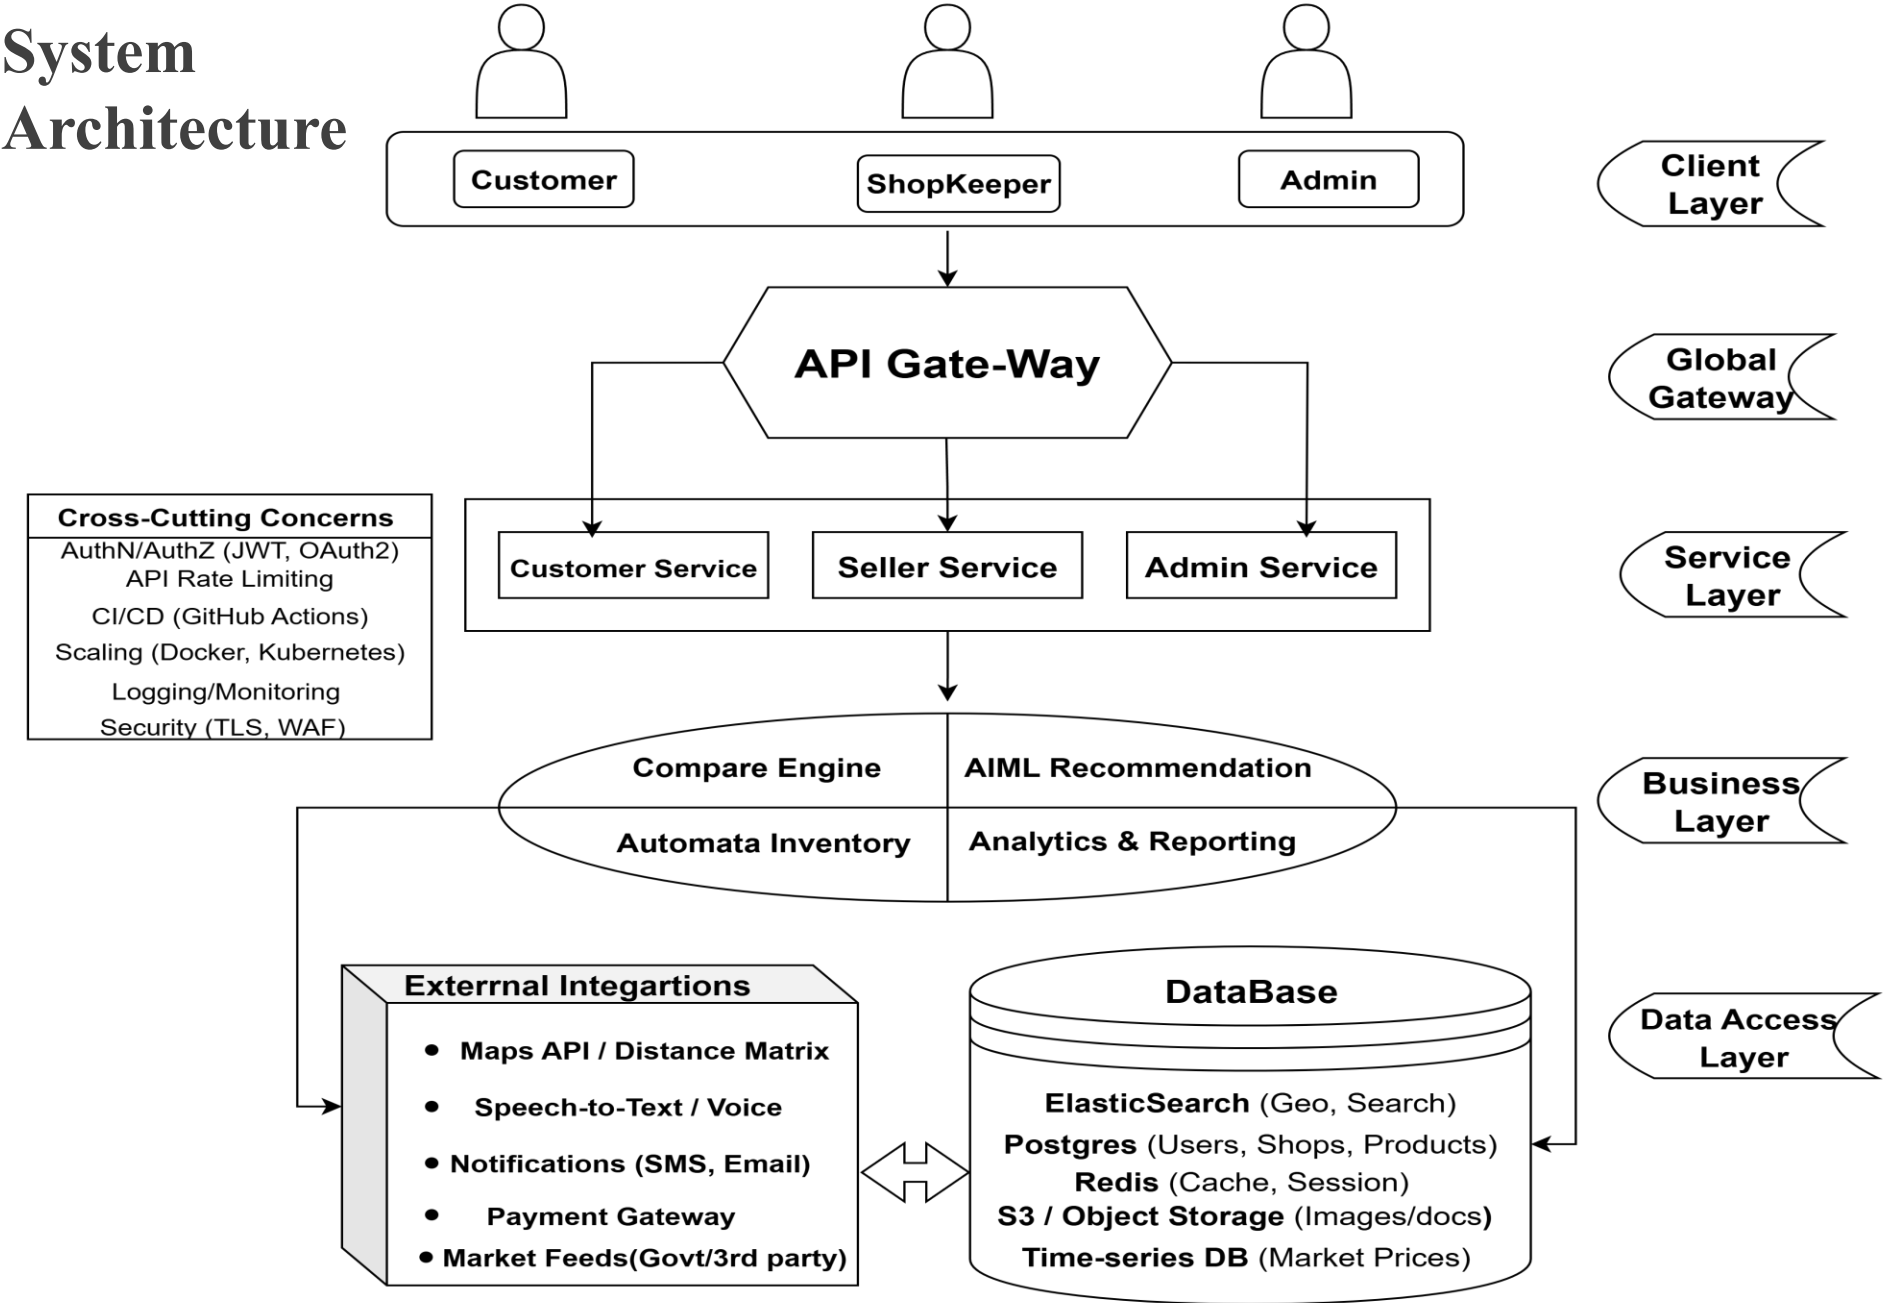 System
Architecture
Customer
ShopKeeper
Admin
Client
Layer
API Gate-Way
Global
Gateway
Cross-Cutting Concerns
AuthN/AuthZ (JWT, OAuth2)
API Rate Limiting
CI/CD (GitHub Actions)
Scaling (Docker, Kubernetes)
Logging/Monitoring
Security (TLS, WAF)
Customer Service
Seller Service
Admin Service
Service
Layer
Compare Engine
AIML Recommendation
Automata Inventory
Analytics & Reporting
Business
Layer
Exterrnal Integartions
• Maps API / Distance Matrix
• Speech-to-Text / Voice
• Notifications (SMS, Email)
• Payment Gateway
• Market Feeds(Govt/3rd party)
DataBase
ElasticSearch (Geo, Search)
Postgres (Users, Shops, Products)
Redis (Cache, Session)
S3 / Object Storage (Images/docs)
Time-series DB (Market Prices)
Data Access
Layer